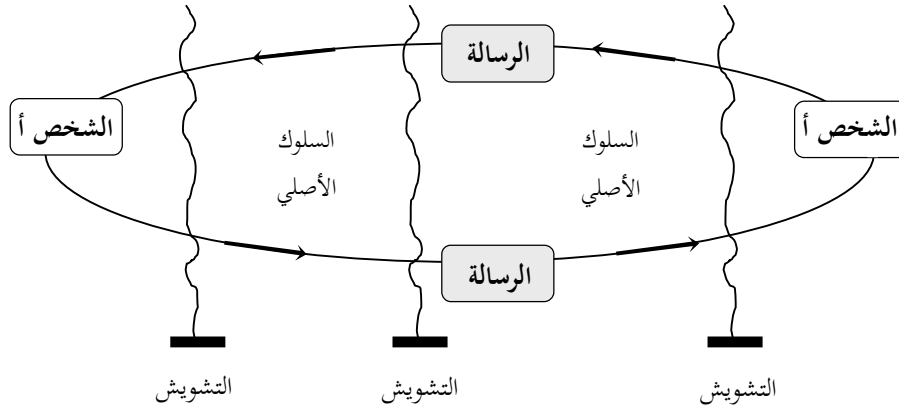 الرسالة
الشخص أ
الشخص أ
السلوك
الأصلي
السلوك
الأصلي
الرسالة
التشويش
التشويش
التشويش